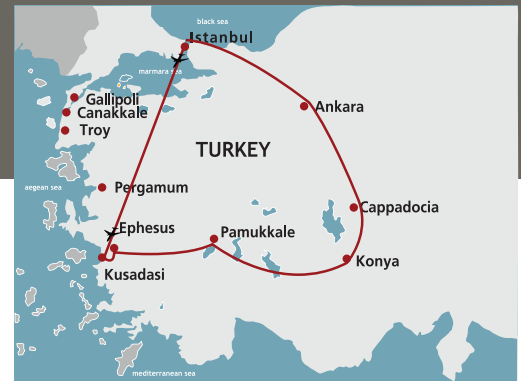 black sea
Istanbul
marmara sea
Gallipoli
Canakkale
Troy
Ankara
TURKEY
aegean sea
Pergamum
Cappadocia
Ephesus
Pamukkale
Konya
Kusadasi
mediterranean sea